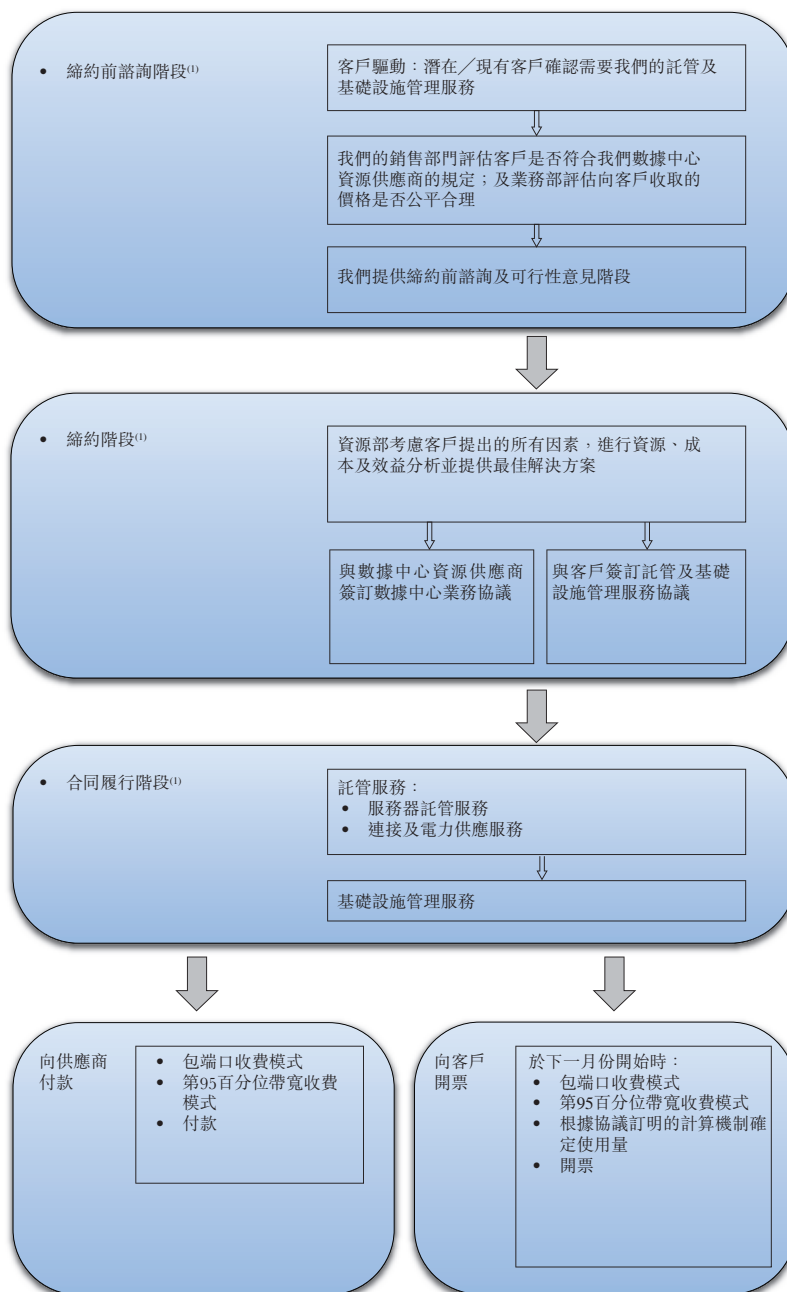 • 締約前諮詢階段(1)
客戶驅動：潛在／現有客戶確認需要我們的託管及
基礎設施管理服務
我們的銷售部門評估客戶是否符合我們數據中心
資源供應商的規定；及業務部評估向客戶收取的
價格是否公平合理
我們提供締約前諮詢及可行性意見階段
• 締約階段(1)
資源部考慮客戶提出的所有因素，進行資源、成
本及效益分析並提供最佳解決方案
與數據中心資源供應商
簽訂數據中心業務協議
與客戶簽訂託管及基礎
設施管理服務協議
• 合同履行階段(1)
託管服務：
• 服務器託管服務
• 連接及電力供應服務
基礎設施管理服務
向供應商
付款
• 包端口收費模式
• 第95百分位帶寬收費
模式
• 付款
向客戶
開票
於下一月份開始時：
• 包端口收費模式
• 第95百分位帶寬收費模式
• 根據協議訂明的計算機制確
定使用量
• 開票